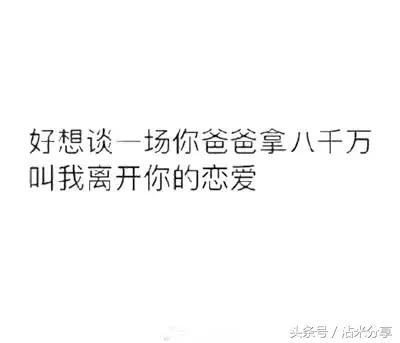 好想谈一场你爸爸拿八千万
叫我离开你的恋爱
头条号 / 沾米分享